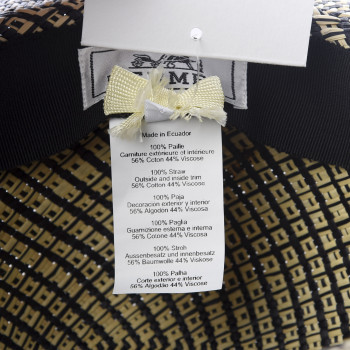 Made in Ecuador
100% Paille
Garniture extérieure et intérieure
56% Coton 44% Viscose
100% Straw
Outside and inside trim
56% Cotton 44% Viscose
100% Paja
Decoracion exterior y interior
56% Algodón 44% Viscosa
100% Paglia
Guarnizione esterna e interna
56% Cotone 44% Viscosa
100% Stroh
Aussenbesatz und innenbesatz
56% Baumwolle 44% Viskose
100% Palha
Corte exterior e interior
56% Algodão 44% Viscose